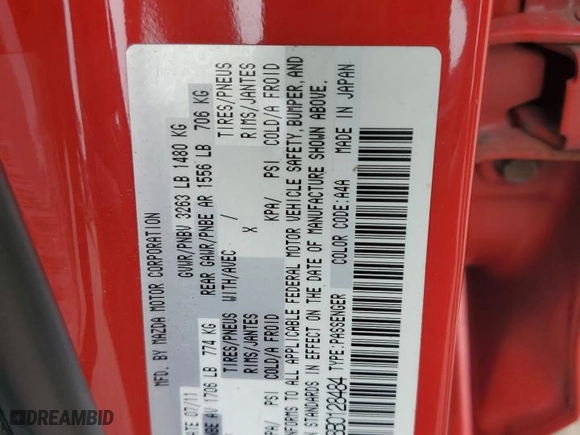 MFD. BY MAZDA MOTOR CORPORATION
DATE 07/11 GVWR/PNBV 3263 LB 1480 KG
1706 LB 774 KG REAR GAWR/PNBE AR 1556 LB 706 KG
TIRES/PNEUS WITH/AVEC / TIRES/PNEUS
RIMS/JANTES X RIMS/JANTES
PSI COLD/A FROID KPA/ PSI COLD/A FROID
TO ALL APPLICABLE FEDERAL MOTOR VEHICLE SAFETY, BUMPER, AND
STANDARDS IN EFFECT ON THE DATE OF MANUFACTURE SHOWN ABOVE.
TYPE:PASSENGER COLOR CODE:A4A MADE IN JAPAN
0128484
DREAMBID